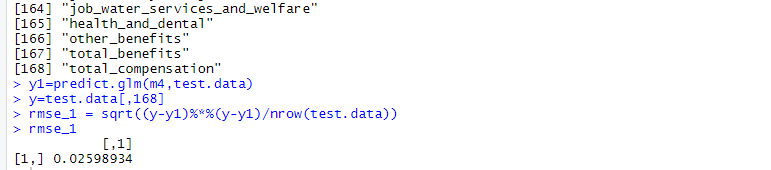 [164] "job_water_services_and_welfare"
[165] "health_and_dental"
[166] "other_benefits"
[167] "total_benefits"
[168] "total_compensation"
> y1=predict.glm(m4,test.data)
> y=test.data[,168]
> rmse_1 = sqrt((y-y1)%*%(y-y1)/nrow(test.data))
> rmse_1
[,1]
[1,] 0.02598934